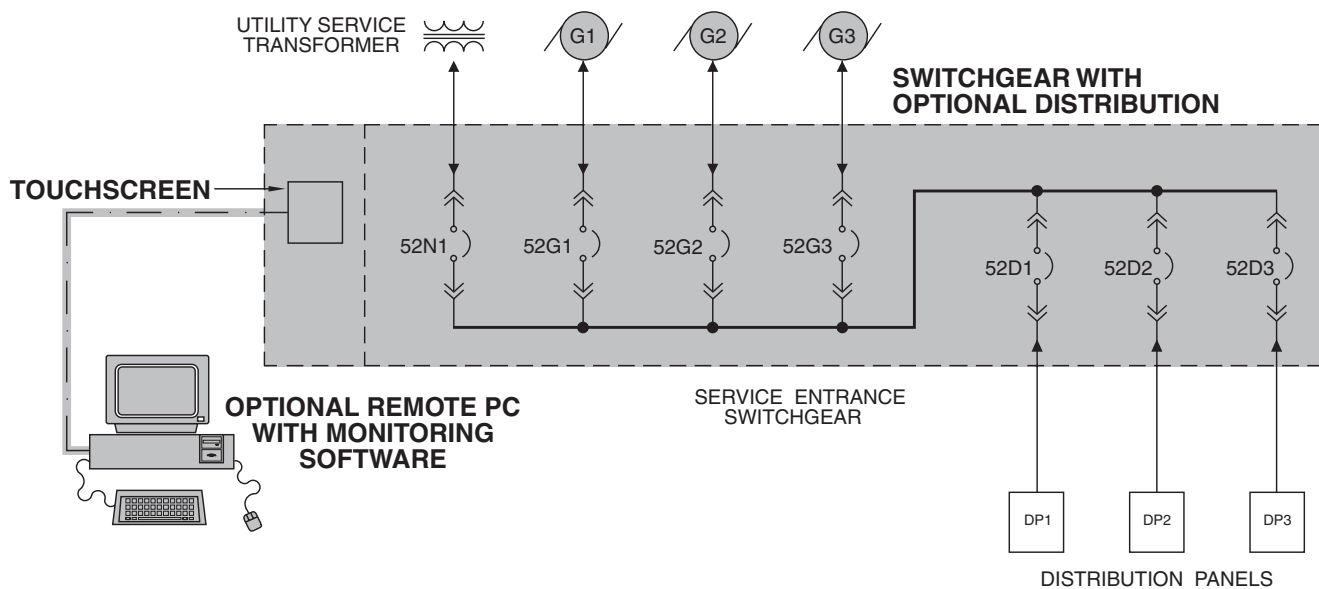 UTILITY SERVICE
TRANSFORMER
G1
G2
G3
SWITCHGEAR WITH
OPTIONAL DISTRIBUTION
TOUCHSCREEN
52N1
52G1
52G2
52G3
52D1
52D2
52D3
OPTIONAL REMOTE PC
WITH MONITORING
SOFTWARE
SERVICE ENTRANCE
SWITCHGEAR
DP1
DP2
DP3
DISTRIBUTION PANELS